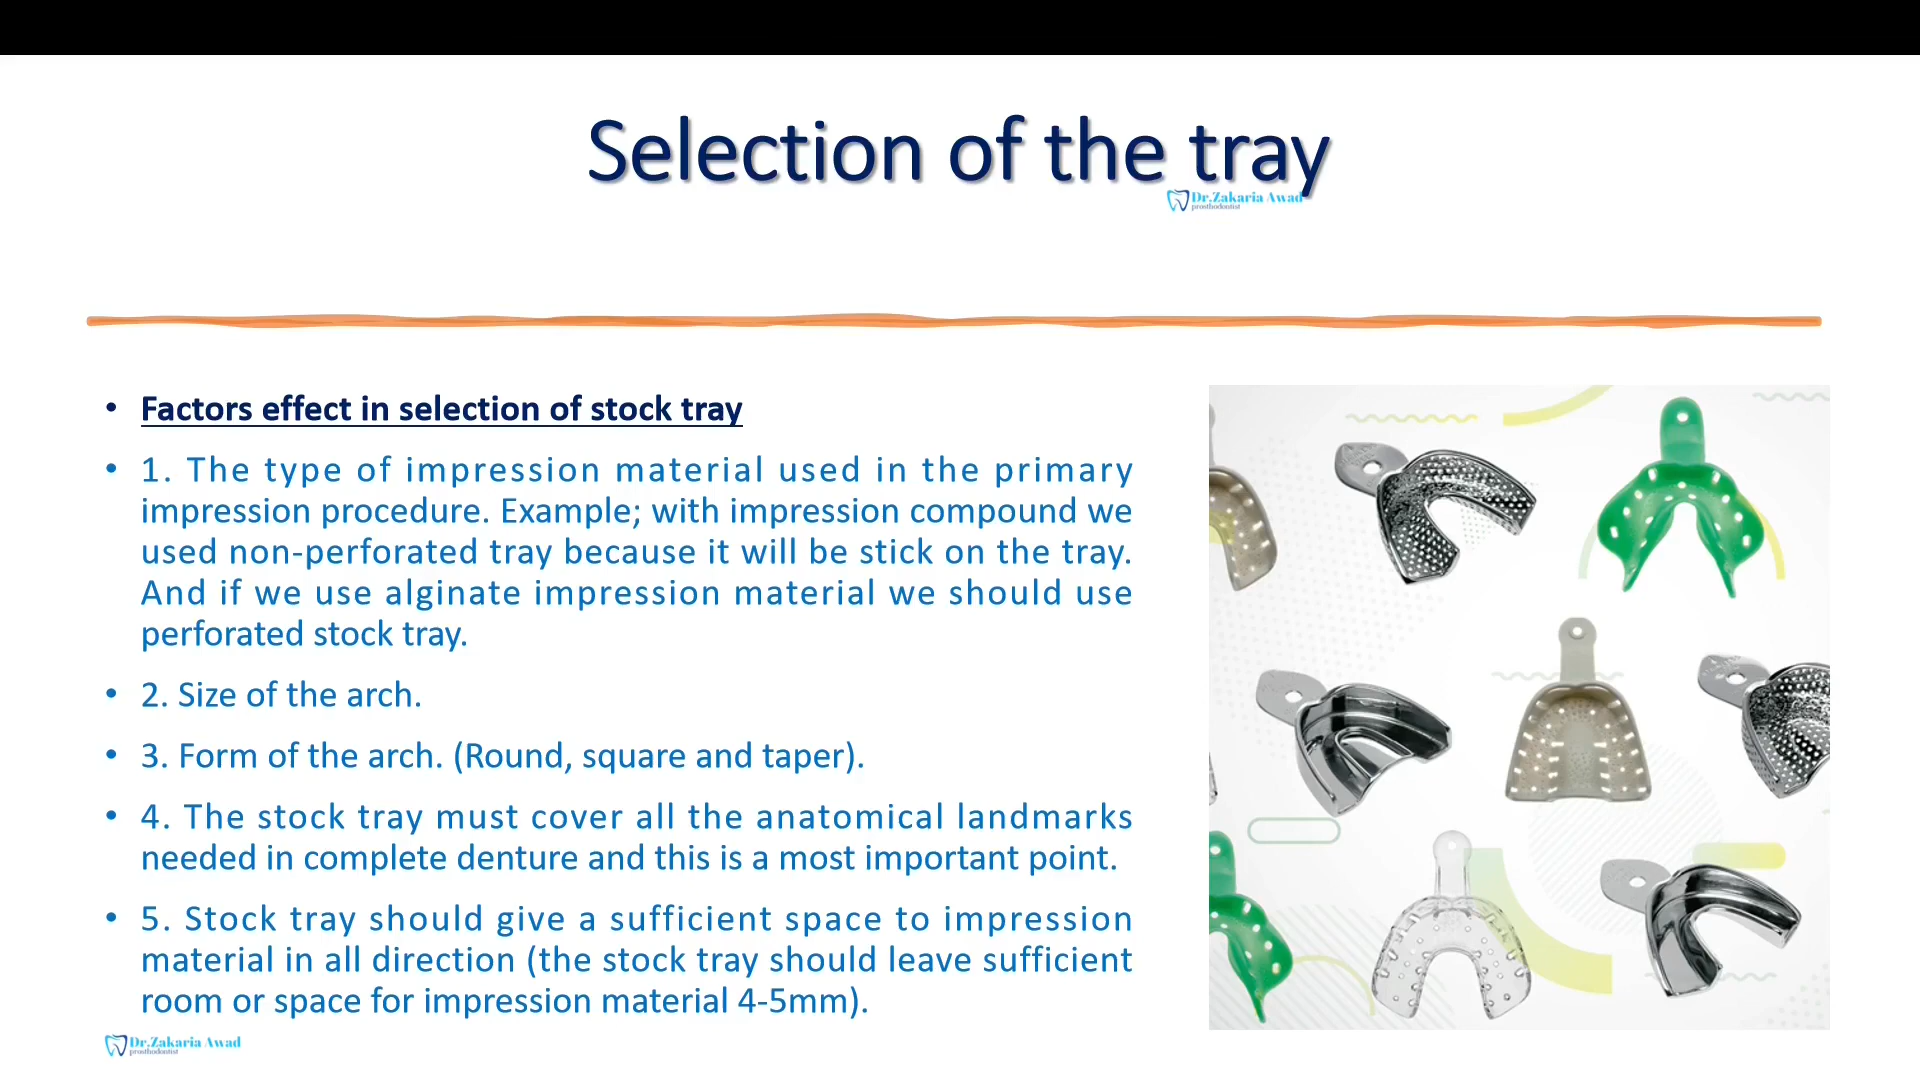 Selection of the tray
Dr.Zakaria Awad
prosthodontist
• Factors effect in selection of stock tray
• 1. The type of impression material used in the primary
impression procedure. Example; with impression compound we
used non-perforated tray because it will be stick on the tray.
And if we use alginate impression material we should use
perforated stock tray.
• 2. Size of the arch.
• 3. Form of the arch. (Round, square and taper).
• 4. The stock tray must cover all the anatomical landmarks
needed in complete denture and this is a most important point.
• 5. Stock tray should give a sufficient space to impression
material in all direction (the stock tray should leave sufficient
room or space for impression material 4-5mm).
Dr.Zakaria Awad
prosthodontist